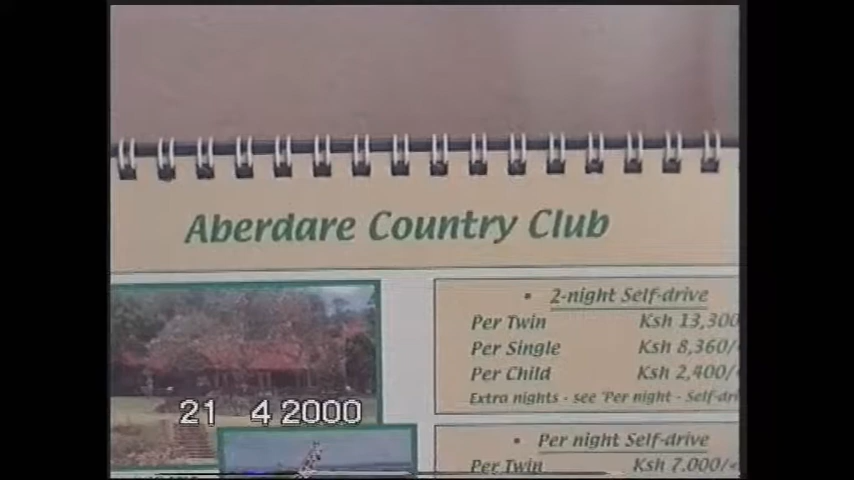 Aberdare Country Club
• 2-night Self-drive
Per Twin Ksh 13,300
Per Single Ksh 8,360/
Per Child Ksh 2,400/
Extra nights - see 'Per night - Self-dri
• Per night Self-drive
Per Twin Ksh 7,000/
21 4 2000